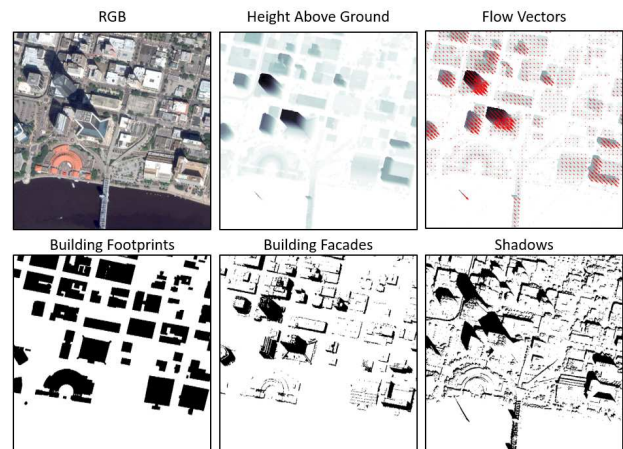 RGB
Height Above Ground
Flow Vectors
Building Footprints
Building Facades
Shadows